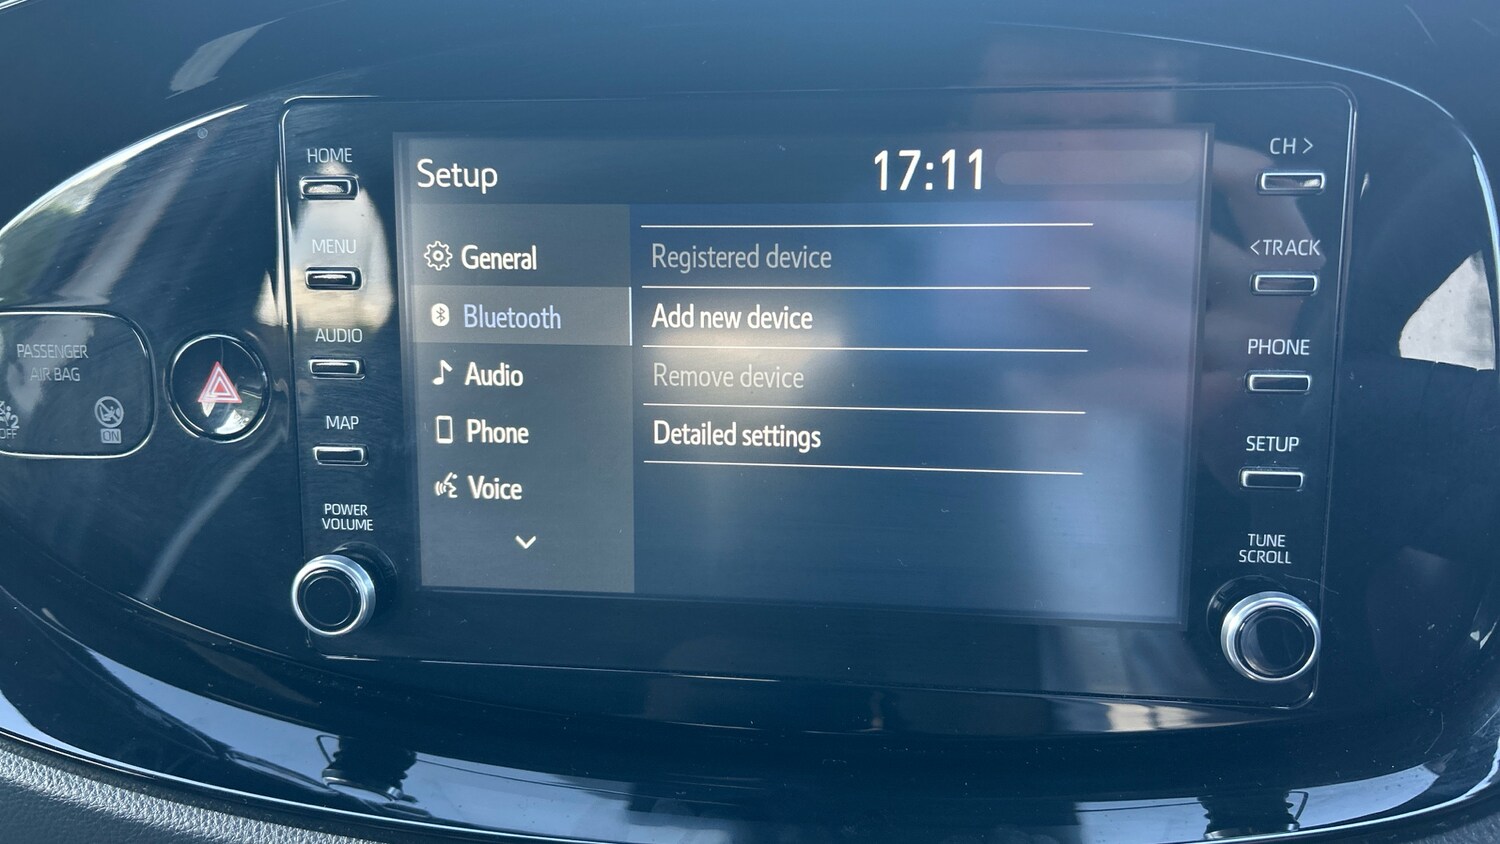 HOME
MENU
AUDIO
MAP
POWER
VOLUME
PASSENGER
AIR BAG
2
OFF
ON
Setup
17:11
General
Bluetooth
Audio
Phone
Voice
Registered device
Add new device
Remove device
Detailed settings
CH >
<TRACK
PHONE
SETUP
TUNE
SCROLL